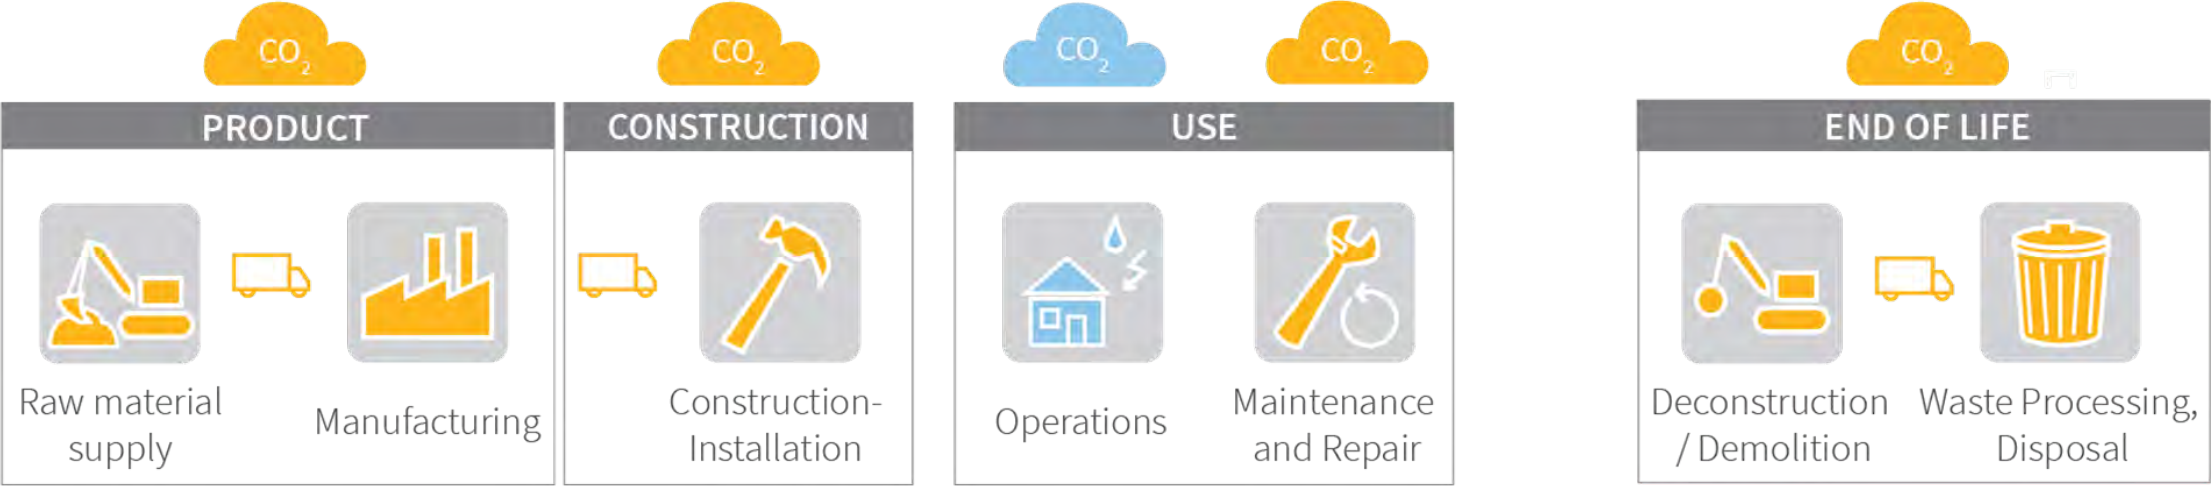 CO2
CO2
CO2
CO2
CO2
PRODUCT
CONSTRUCTION
USE
END OF LIFE
Raw material
supply
Manufacturing
Construction-
Installation
Operations
Maintenance
and Repair
Deconstruction
/ Demolition
Waste Processing,
Disposal